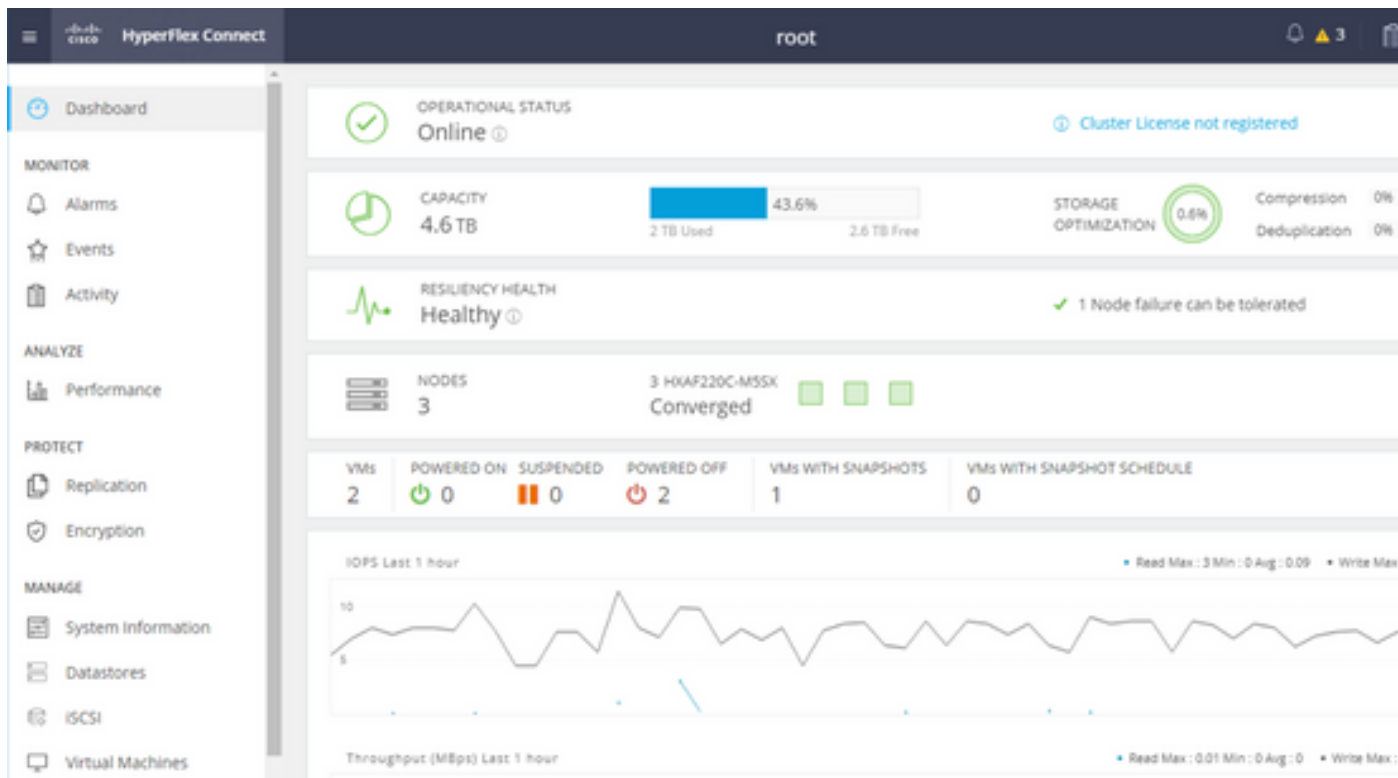 cisco HyperFlex Connect
root
3
Dashboard
MONITOR
Alarms
Events
Activity
ANALYZE
Performance
PROTECT
Replication
Encryption
MANAGE
System Information
Datastores
iSCSI
Virtual Machines
OPERATIONAL STATUS
Online
Cluster License not registered
CAPACITY
4.6 TB
43.6%
2 TB Used 2.6 TB Free
STORAGE
OPTIMIZATION
0.6%
Compression 0%
Deduplication 0%
RESILIENCY HEALTH
Healthy
1 Node failure can be tolerated
NODES
3
3 HXAF220C-M5SX
Converged
VMs
2
POWERED ON
0
SUSPENDED
0
POWERED OFF
2
VMs WITH SNAPSHOTS
1
VMs WITH SNAPSHOT SCHEDULE
0
IOPS Last 1 hour
Read Max : 3 Min : 0 Avg : 0.09 Write Max
10
5
Throughput (MBps) Last 1 hour
Read Max : 0.01 Min : 0 Avg : 0 Write Max :